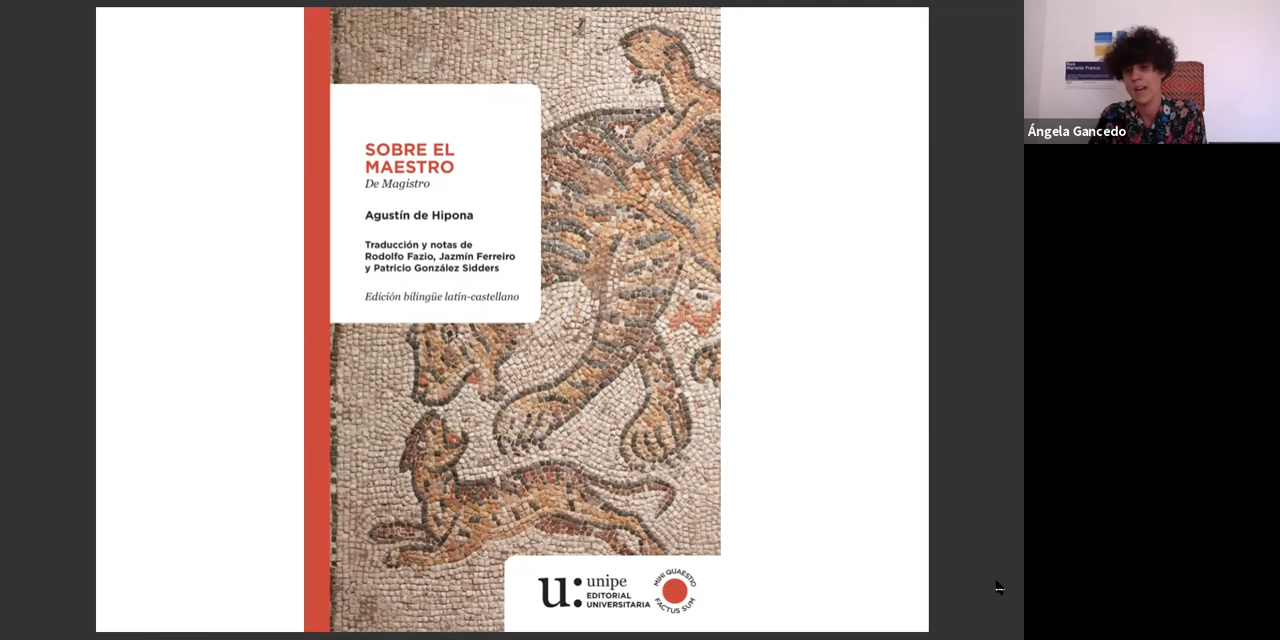 SOBRE EL
MAESTRO
De Magistro
Agustín de Hipona
Traducción y notas de
Rodolfo Fazio, Jazmín Ferreiro
y Patricio González Sidders
Edición bilingüe latín-castellano
u: unipe
EDITORIAL
UNIVERSITARIA
MIHI QUAESTIO
FACTUS SUM
Ángela Gancedo